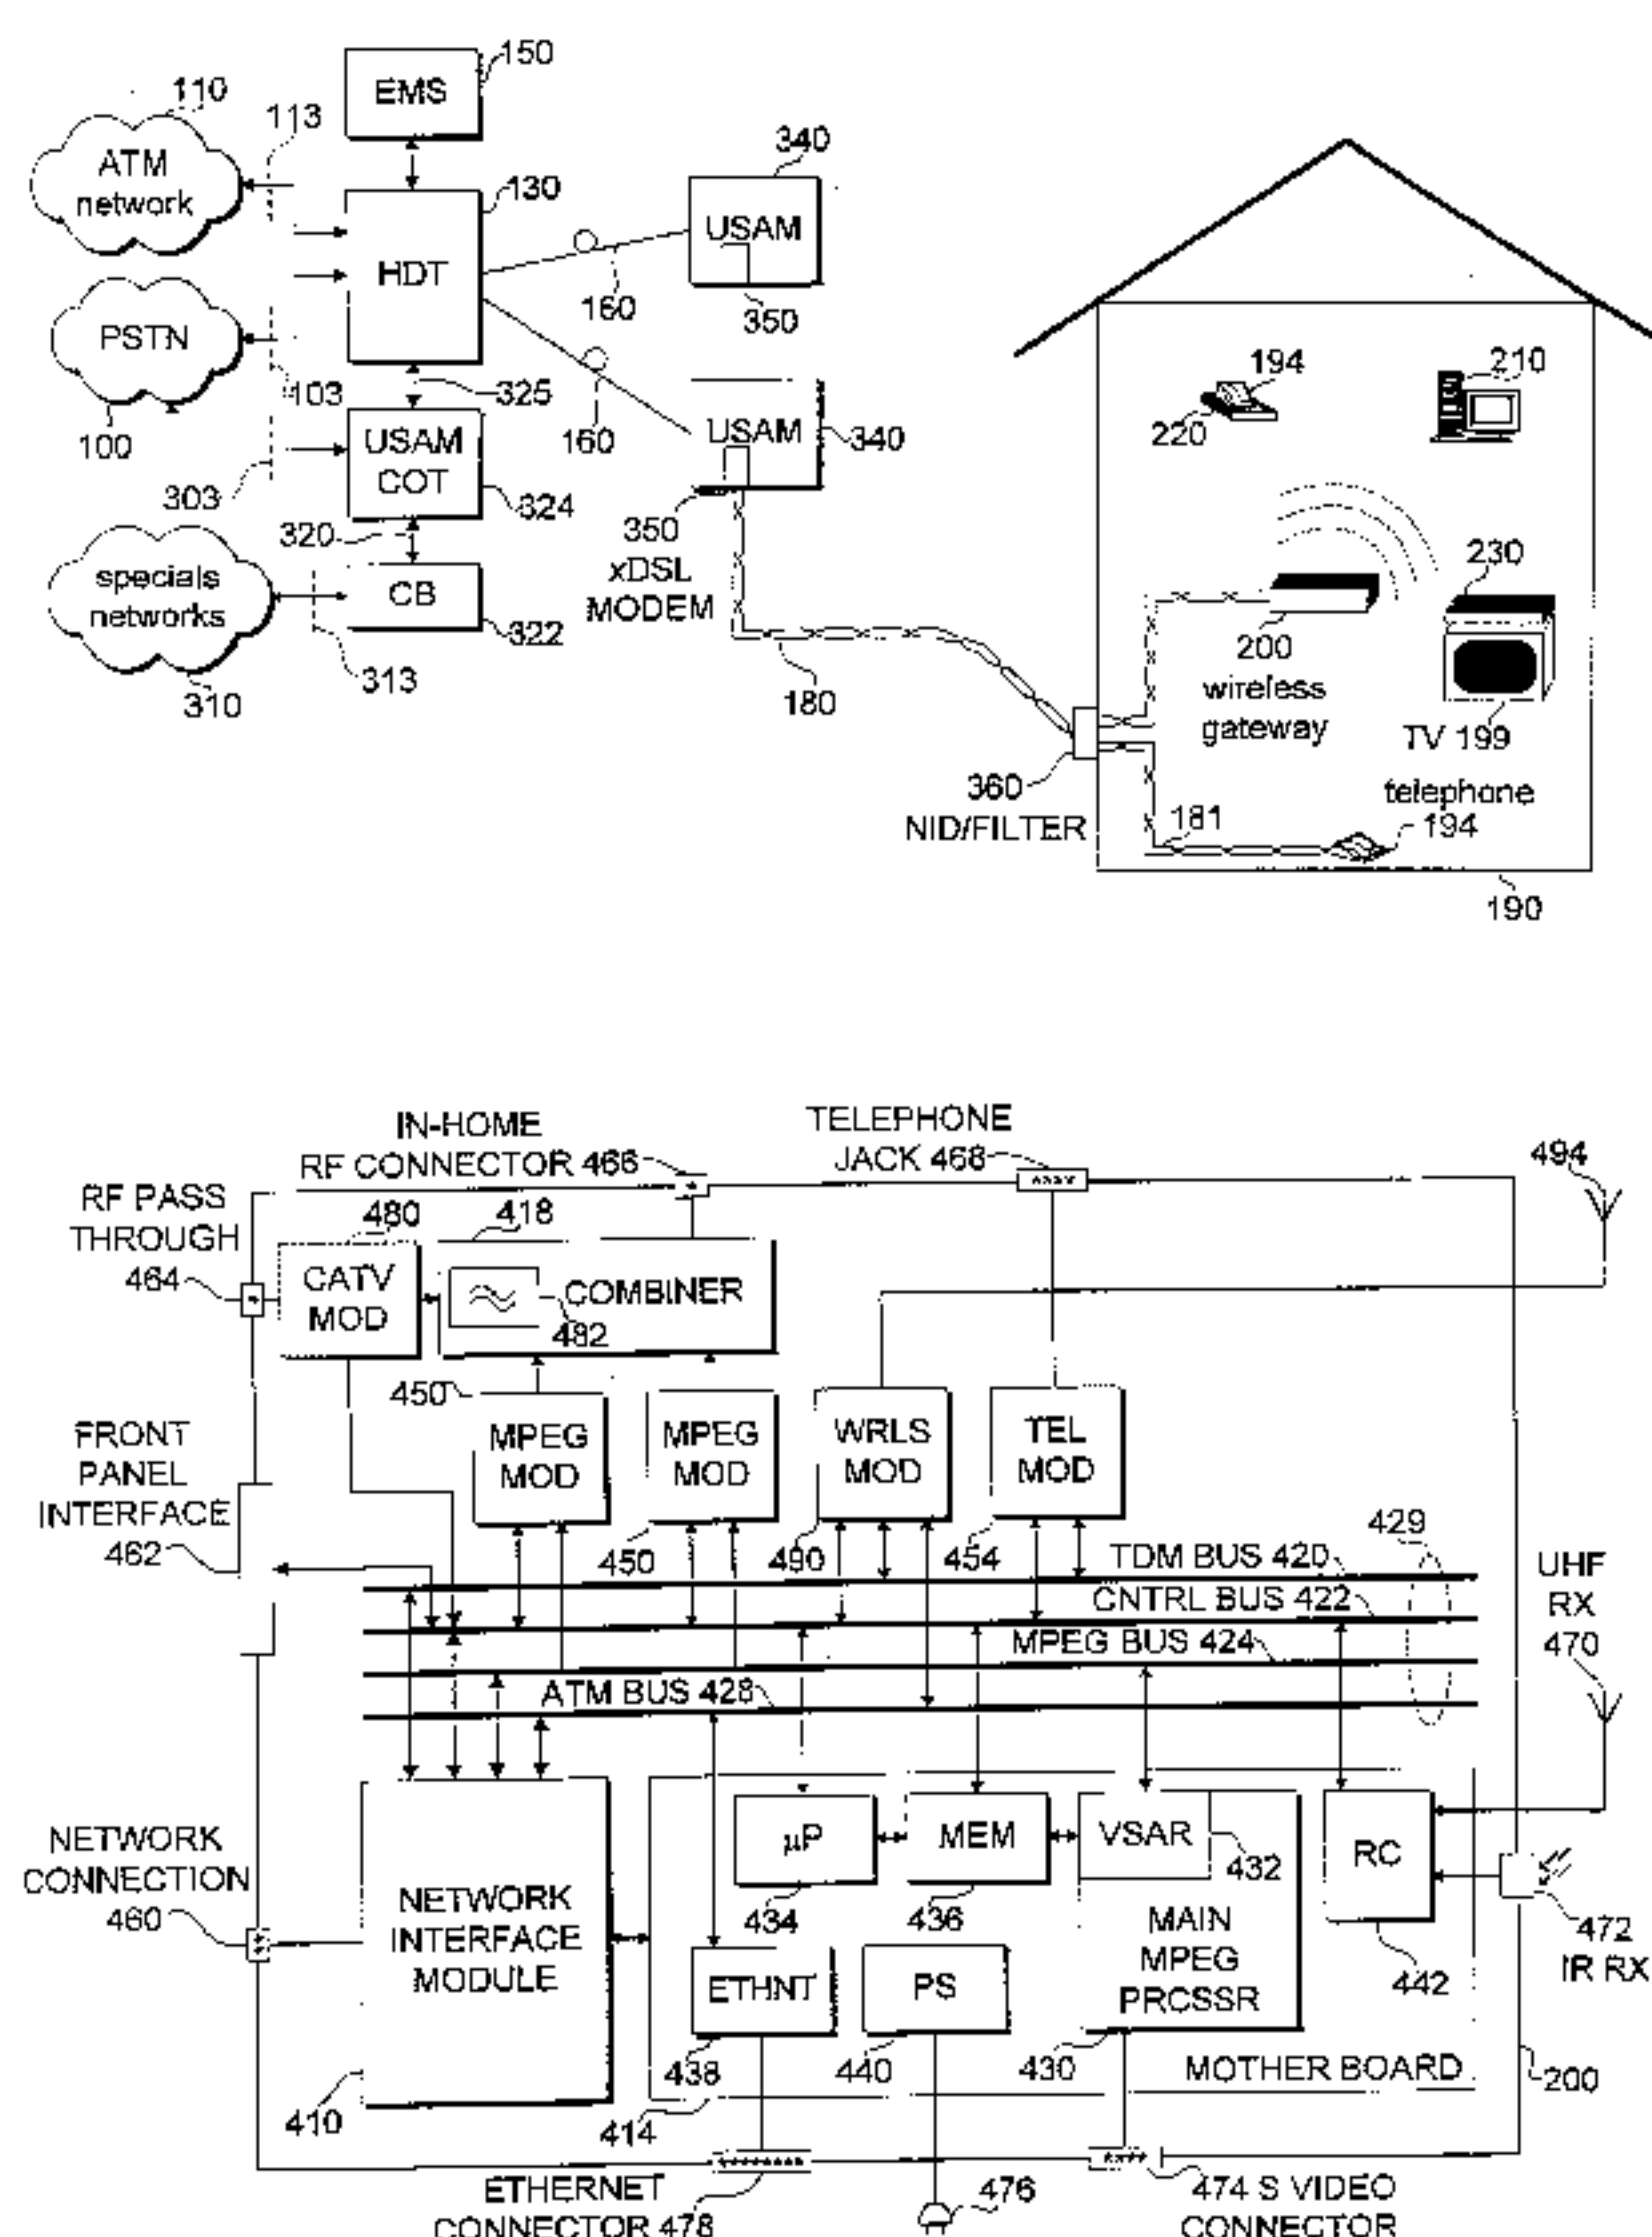 150
EMS
110
113
ATM
network
340
130
USAM
HDT
160
350
PSTN
103
325
194
210
100
USAM
COT
160
USAM
340
220
303
324
350
320
xDSL
MODEM
230
specials
networks
CB
322
200
wireless
gateway
313
310
180
TV 199
360
telephone
NID/FILTER
181
194
190
IN-HOME
RF CONNECTOR 466
TELEPHONE
JACK 468
494
RF PASS
THROUGH
464
480
418
CATV
MOD
COMBINER
482
450
MPEG
MOD
MPEG
MOD
WRLS
MOD
TEL
MOD
FRONT
PANEL
INTERFACE
462
450
490
454
429
TDM BUS 420
UHF
RX
470
CNTRL BUS 422
MPEG BUS 424
ATM BUS 428
NETWORK
CONNECTION
460
µP
MEM
VSAR
432
RC
434
436
472
IR RX
NETWORK
INTERFACE
MODULE
MAIN
MPEG
PRCSSR
442
ETHNT
PS
438
440
430
MOTHER BOARD
200
410
414
ETHERNET
CONNECTOR 478
476
474 S VIDEO
CONNECTOR